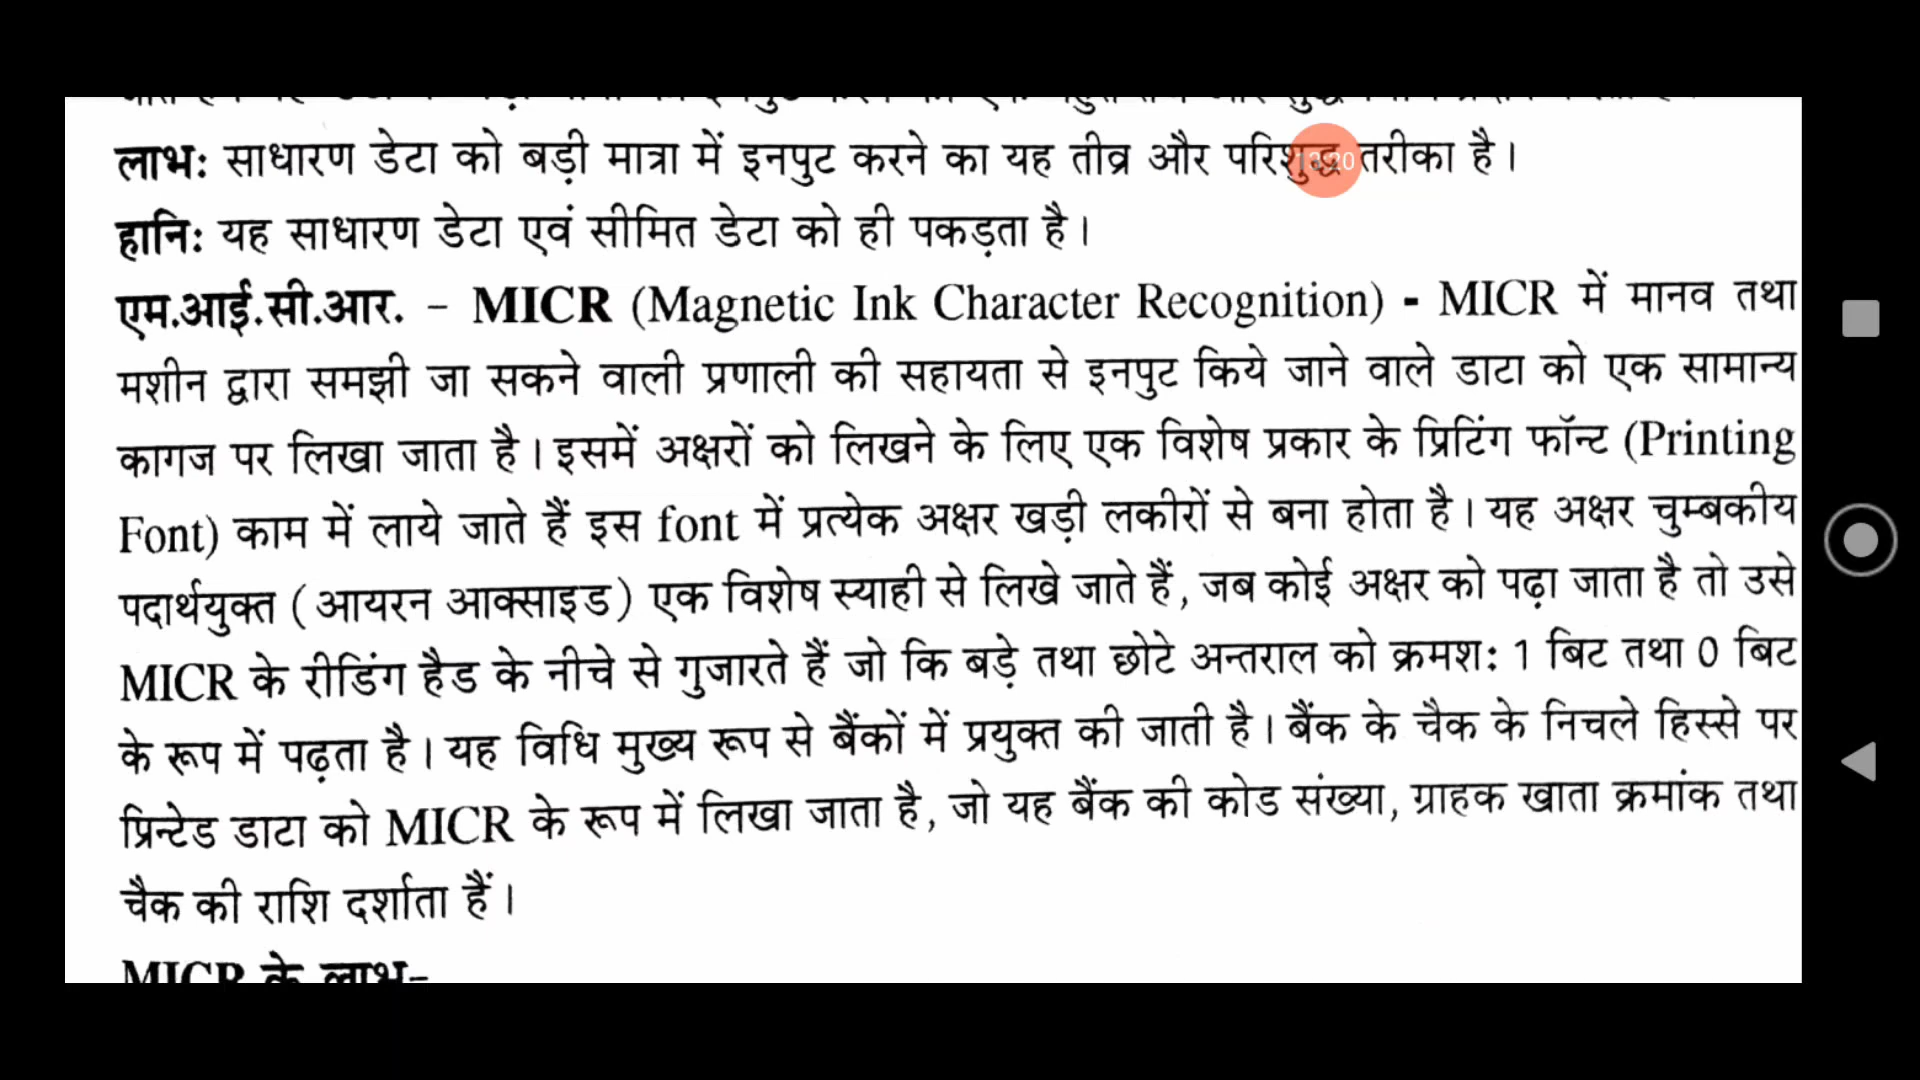 लाभ: साधारण डेटा को बड़ी मात्रा में इनपुट करने का यह तीव्र और परिशुद्ध तरीका है।
हानि: यह साधारण डेटा एवं सीमित डेटा को ही पकड़ता है।
एम.आई.सी.आर. – MICR (Magnetic Ink Character Recognition) - MICR में मानव तथा
मशीन द्वारा समझी जा सकने वाली प्रणाली की सहायता से इनपुट किये जाने वाले डाटा को एक सामान्य
कागज पर लिखा जाता है। इसमें अक्षरों को लिखने के लिए एक विशेष प्रकार के प्रिटिंग फॉन्ट (Printing
Font) काम में लाये जाते हैं इस font में प्रत्येक अक्षर खड़ी लकीरों से बना होता है। यह अक्षर चुम्बकीय
पदार्थयुक्त (आयरन आक्साइड) एक विशेष स्याही से लिखे जाते हैं, जब कोई अक्षर को पढ़ा जाता है तो उसे
MICR के रीडिंग हैड के नीचे से गुजारते हैं जो कि बड़े तथा छोटे अन्तराल को क्रमश: 1 बिट तथा 0 बिट
के रूप में पढ़ता है। यह विधि मुख्य रूप से बैंकों में प्रयुक्त की जाती है। बैंक के चैक के निचले हिस्से पर
प्रिन्टेड डाटा को MICR के रूप में लिखा जाता है, जो यह बैंक की कोड संख्या, ग्राहक खाता क्रमांक तथा
चैक की राशि दर्शाता हैं।
MICR के लाभ-